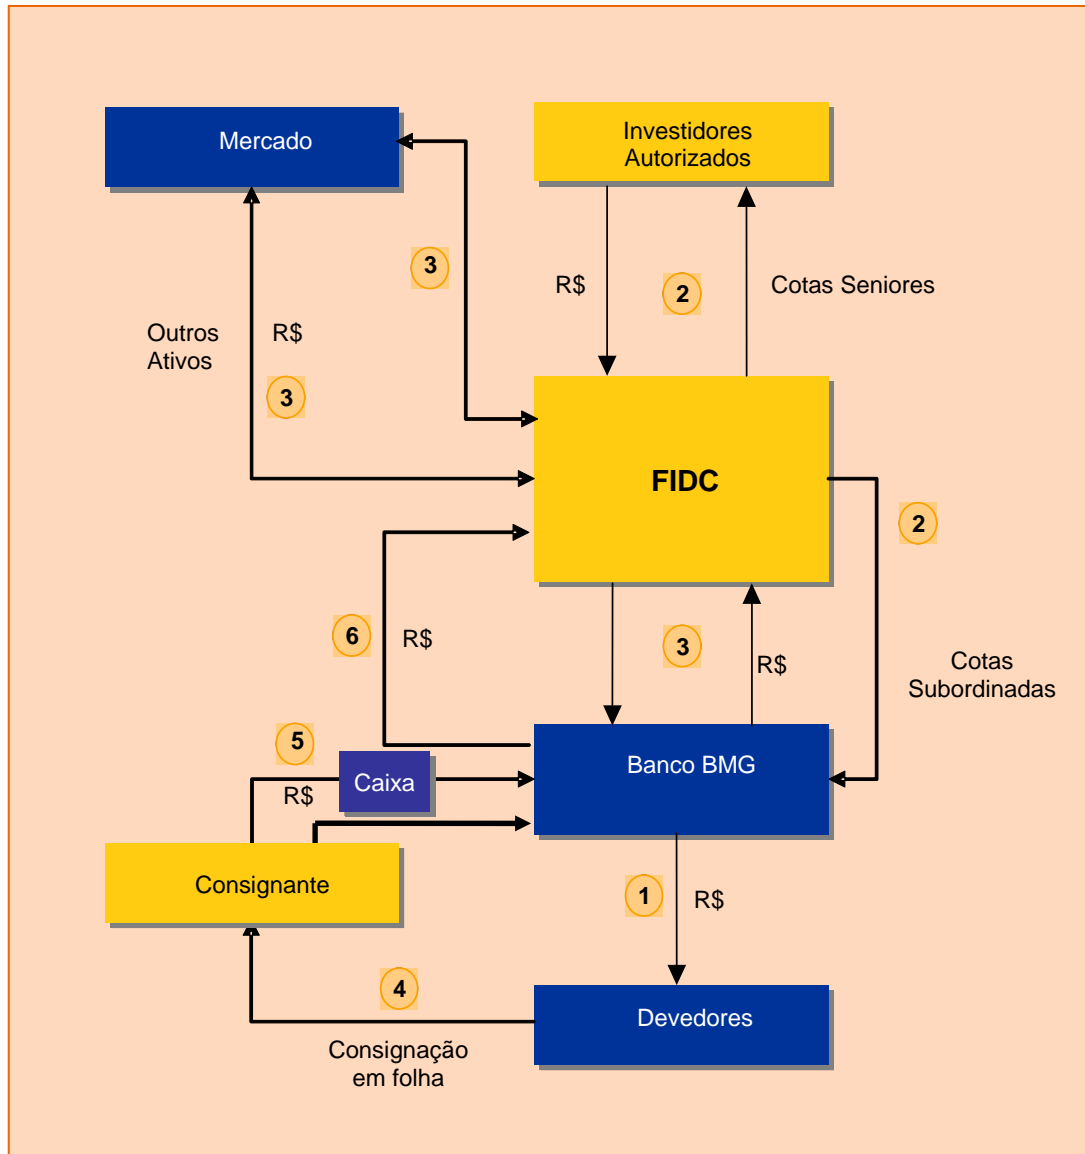 Mercado
Investidores
Autorizados
3
R$
2
Cotas Seniores
Outros
Ativos
R$
3
FIDC
2
6
R$
3
R$
Cotas
Subordinadas
5
Caixa
R$
Banco BMG
Consignante
1
R$
4
Consignação
em folha
Devedores